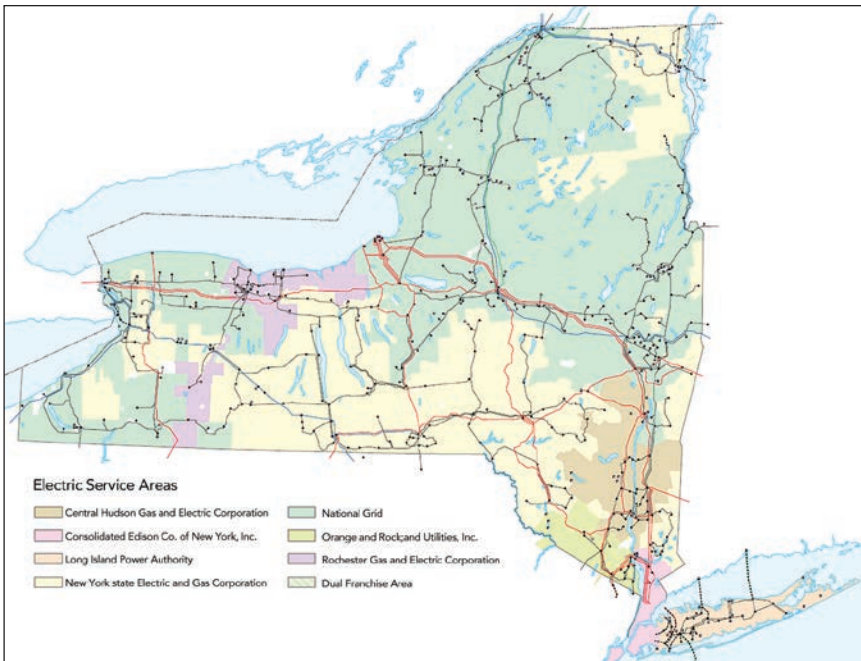 Electric Service Areas
Central Hudson Gas and Electric Corporation
Consolidated Edison Co. of New York, Inc.
Long Island Power Authority
New York state Electric and Gas Corporation
National Grid
Orange and Rock;and Utilities, Inc.
Rochester Gas and Electric Corporation
Dual Franchise Area